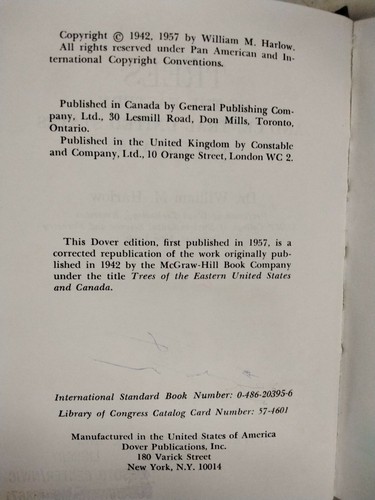 Copyright © 1942, 1957 by William M. Harlow.
All rights reserved under Pan American and In-
ternational Copyright Conventions.
Published in Canada by General Publishing Com-
pany, Ltd., 30 Lesmill Road, Don Mills, Toronto,
Ontario.
Published in the United Kingdom by Constable
and Company, Ltd., 10 Orange Street, London WC 2.
This Dover edition, first published in 1957, is a
corrected republication of the work originally pub-
lished in 1942 by the McGraw-Hill Book Company
under the title Trees of the Eastern United States
and Canada.
International Standard Book Number: 0-486-20395-6
Library of Congress Catalog Card Number: 57-4601
Manufactured in the United States of America
Dover Publications, Inc.
180 Varick Street
New York, N.Y. 10014